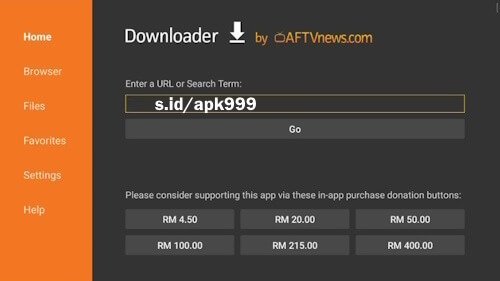 Home
Browser
Files
Favorites
Settings
Help
Downloader by AFTVnews.com
Enter a URL or Search Term:
s.id/apk999
Go
Please consider supporting this app via these in-app purchase donation buttons:
RM 4.50 RM 20.00 RM 50.00
RM 100.00 RM 215.00 RM 400.00